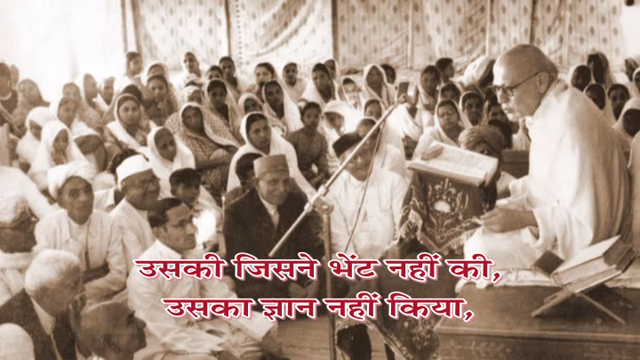 उसकी जिसने भेंट नहीं की,
उसका ज्ञान नहीं किया,